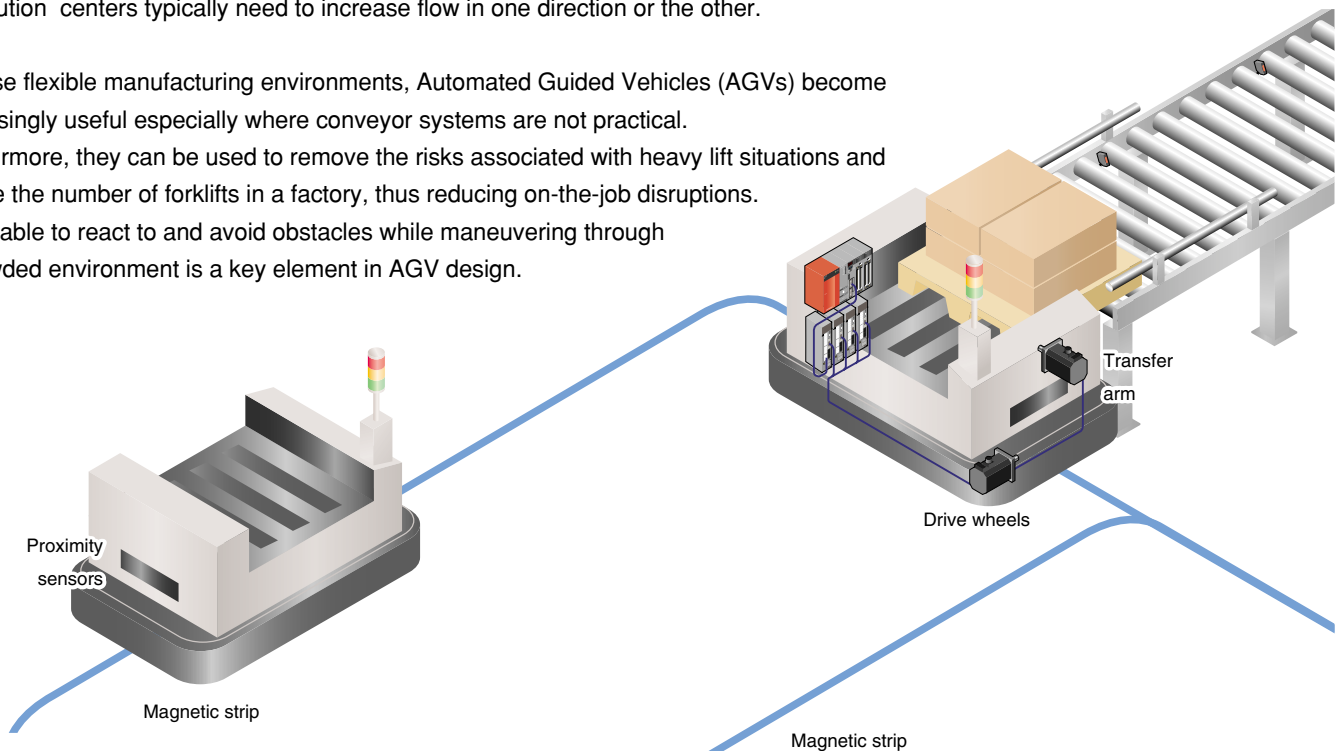 ution centers typically need to increase flow in one direction or the other.
se flexible manufacturing environments, Automated Guided Vehicles (AGVs) become
singly useful especially where conveyor systems are not practical.
rmore, they can be used to remove the risks associated with heavy lift situations and
e the number of forklifts in a factory, thus reducing on-the-job disruptions.
able to react to and avoid obstacles while maneuvering through
wded environment is a key element in AGV design.
Transfer
arm
Drive wheels
Proximity
sensors
Magnetic strip
Magnetic strip